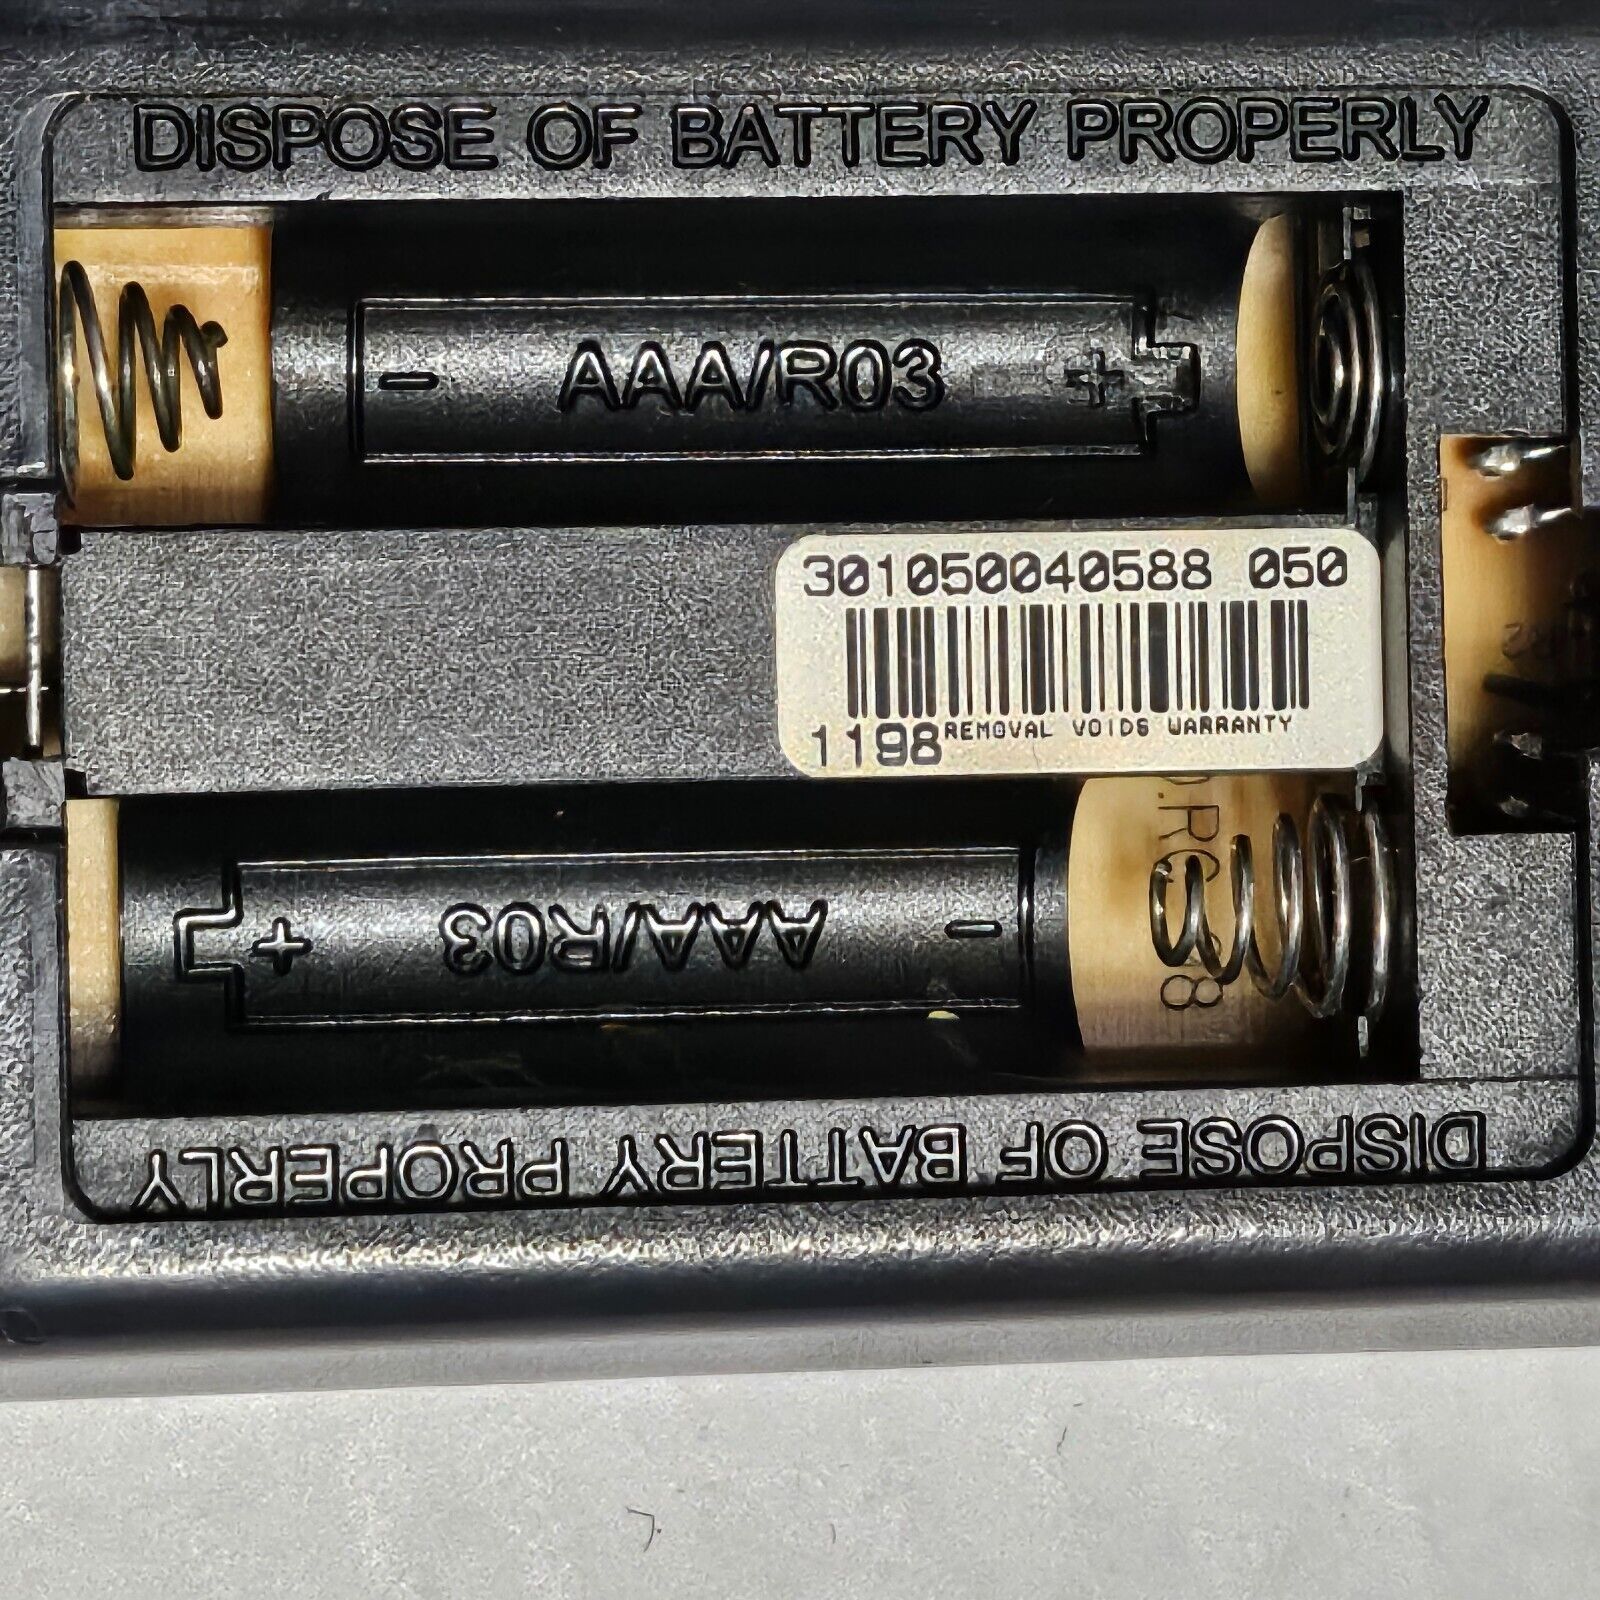 DISPOSE OF BATTERY PROPERLY
- AAA/R03 +
301050040588 050
1198 REMOVAL VOIDS WARRANTY
- AAA/R03 +
DISPOSE OF BATTERY PROPERLY